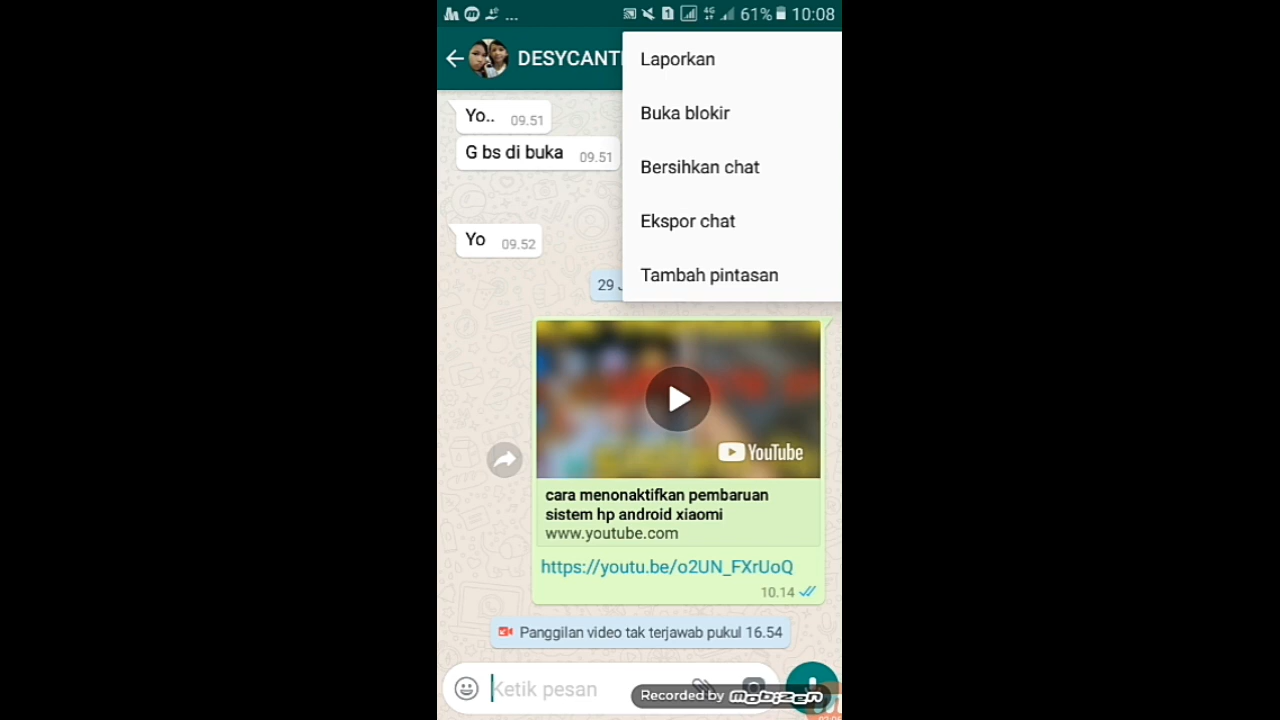 ... 4G 61% 10:08
DESYCANT
Laporkan
Buka blokir
Bersihkan chat
Ekspor chat
Tambah pintasan
Yo.. 09.51
G bs di buka 09.51
Yo 09.52
29
YouTube
cara menonaktifkan pembaruan
sistem hp android xiaomi
www.youtube.com
https://youtu.be/o2UN_FXrUoQ
10.14
Panggilan video tak terjawab pukul 16.54
Ketik pesan
Recorded by mobizen